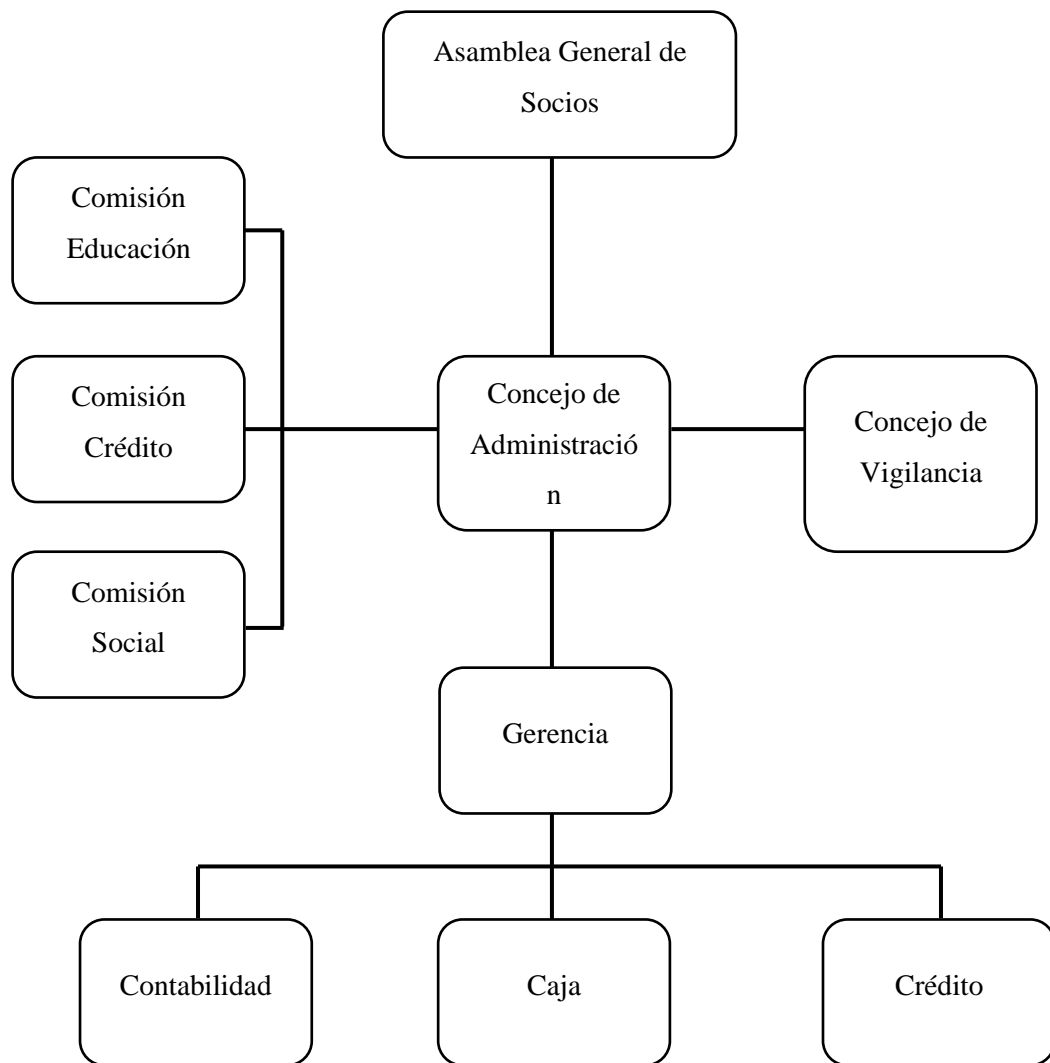 Asamblea General de
Socios
Comisión
Educación
Comisión
Crédito
Concejo de
Administració
n
Concejo de
Vigilancia
Comisión
Social
Gerencia
Contabilidad
Caja
Crédito